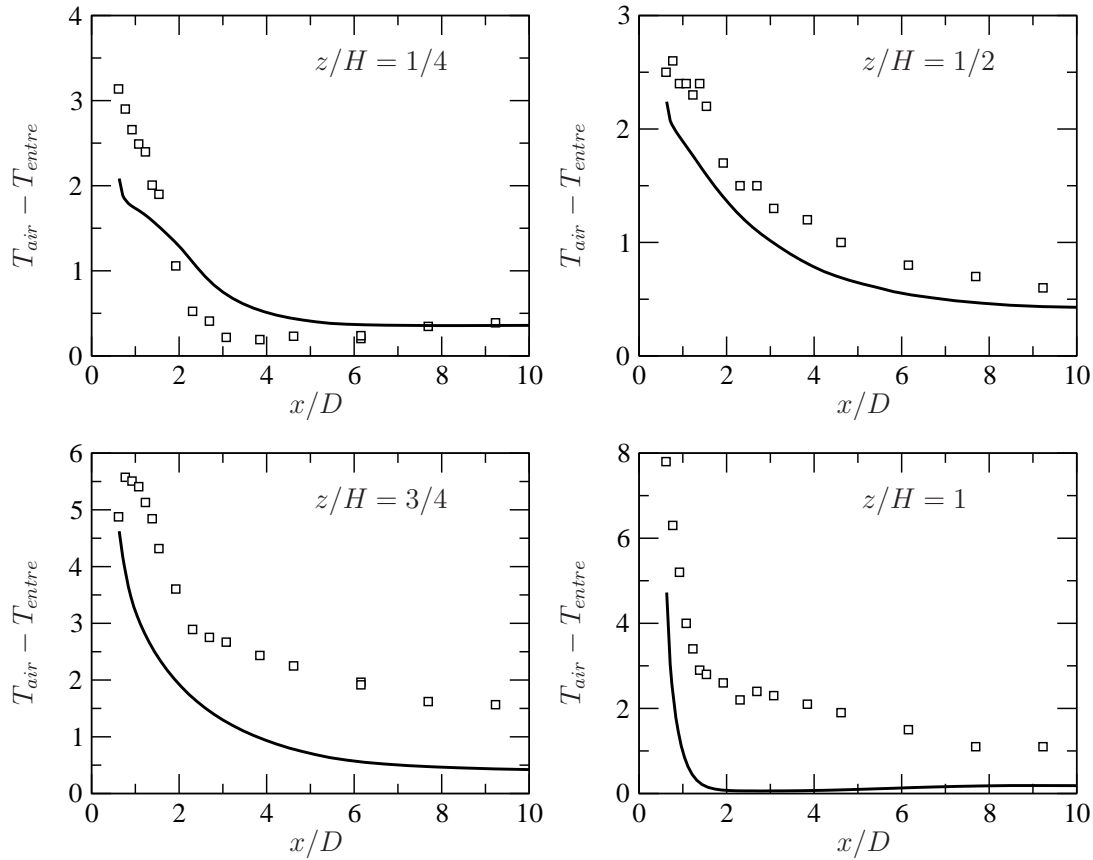 4
3
2
1
0
0 2 4 6 8 10
z/H = 1/4
T_air − T_entre
x/D
3
2
1
0
0 2 4 6 8 10
z/H = 1/2
T_air − T_entre
x/D
6
5
4
3
2
1
0
0 2 4 6 8 10
z/H = 3/4
T_air − T_entre
x/D
8
6
4
2
0
0 2 4 6 8 10
z/H = 1
T_air − T_entre
x/D